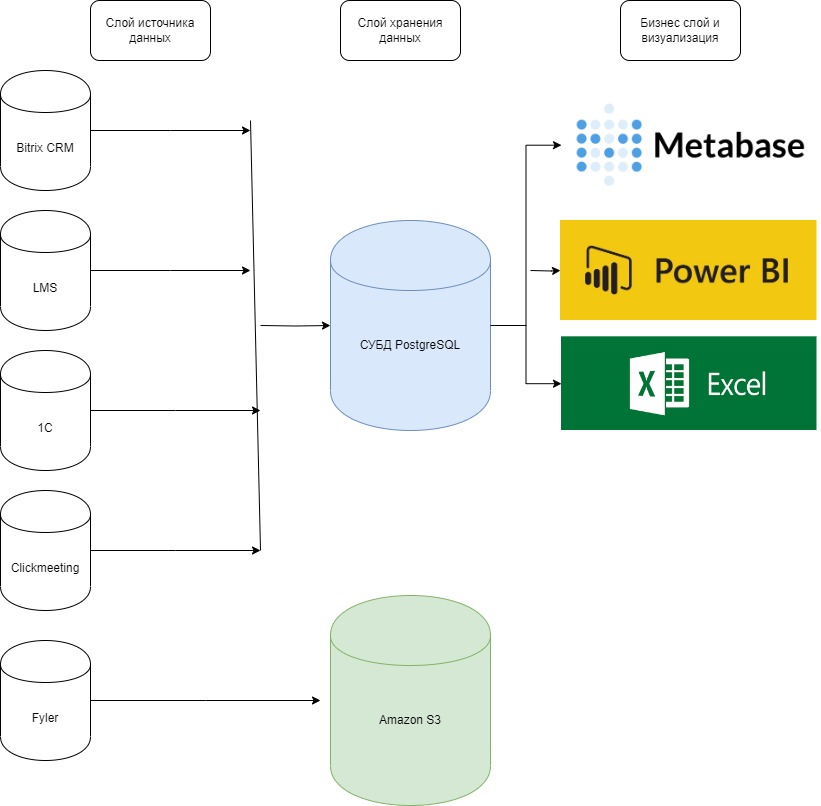 Слой источника
данных
Слой хранения
данных
Бизнес слой и
визуализация
Bitrix CRM
LMS
1C
Clickmeeting
Fyler
СУБД PostgreSQL
Amazon S3
Metabase
Power BI
X
Excel